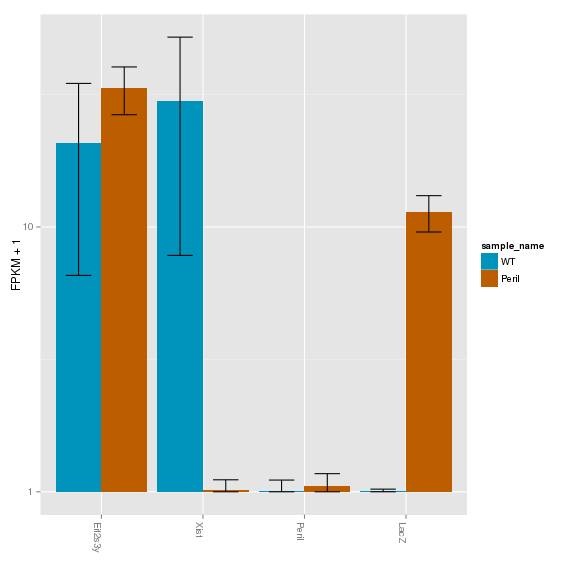 FPKM + 1
10
1
Eif2s3y
Xist
Peril
LacZ
sample_name
WT
Peril